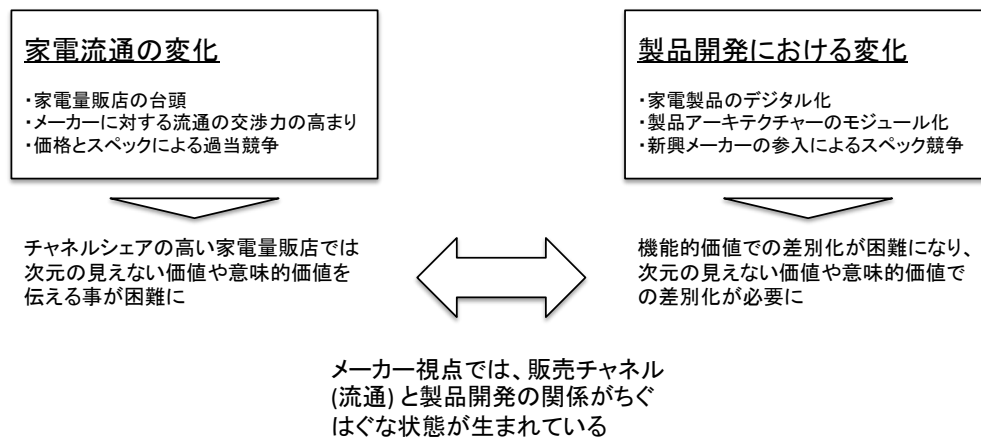 家電流通の変化
・家電量販店の台頭
・メーカーに対する流通の交渉力の高まり
・価格とスペックによる過当競争
チャネルシェアの高い家電量販店では
次元の見えない価値や意味的価値を
伝える事が困難に
製品開発における変化
・家電製品のデジタル化
・製品アーキテクチャーのモジュール化
・新興メーカーの参入によるスペック競争
機能的価値での差別化が困難になり、
次元の見えない価値や意味的価値で
の差別化が必要に
メーカー視点では、販売チャネル
(流通) と製品開発の関係がちぐ
はぐな状態が生まれている